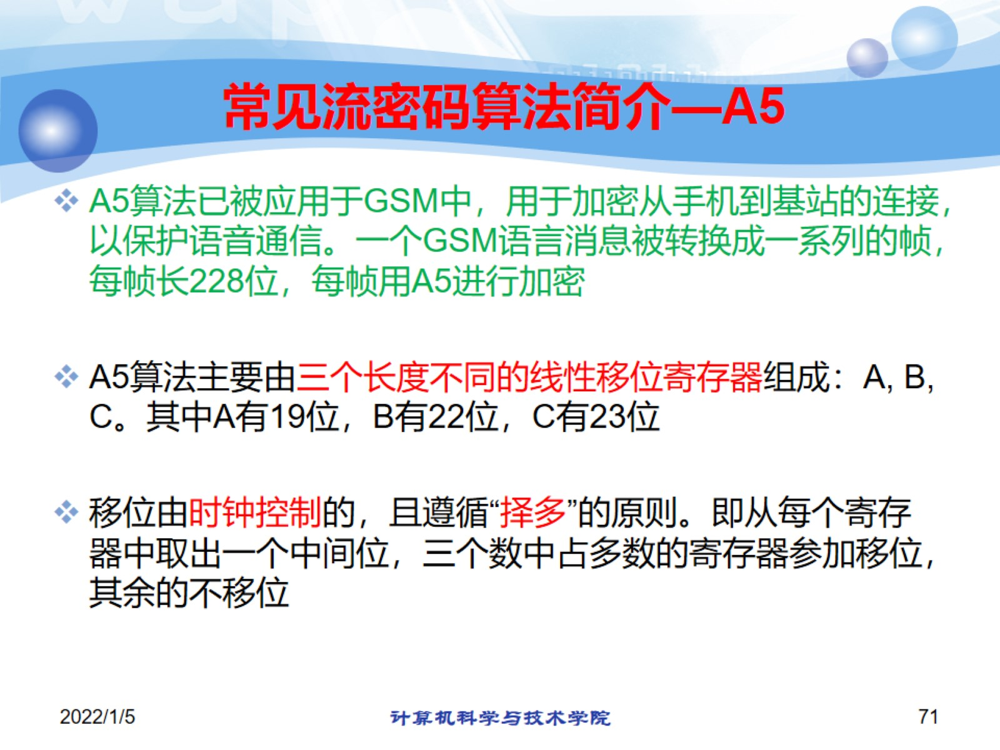 常见流密码算法简介—A5
A5算法已被应用于GSM中，用于加密从手机到基站的连接，
以保护语音通信。一个GSM语言消息被转换成一系列的帧，
每帧长228位，每帧用A5进行加密
A5算法主要由三个长度不同的线性移位寄存器组成：A, B,
C。其中A有19位，B有22位，C有23位
移位由时钟控制的，且遵循“择多”的原则。即从每个寄存
器中取出一个中间位，三个数中占多数的寄存器参加移位，
其余的不移位
2022/1/5
计算机科学与技术学院
71